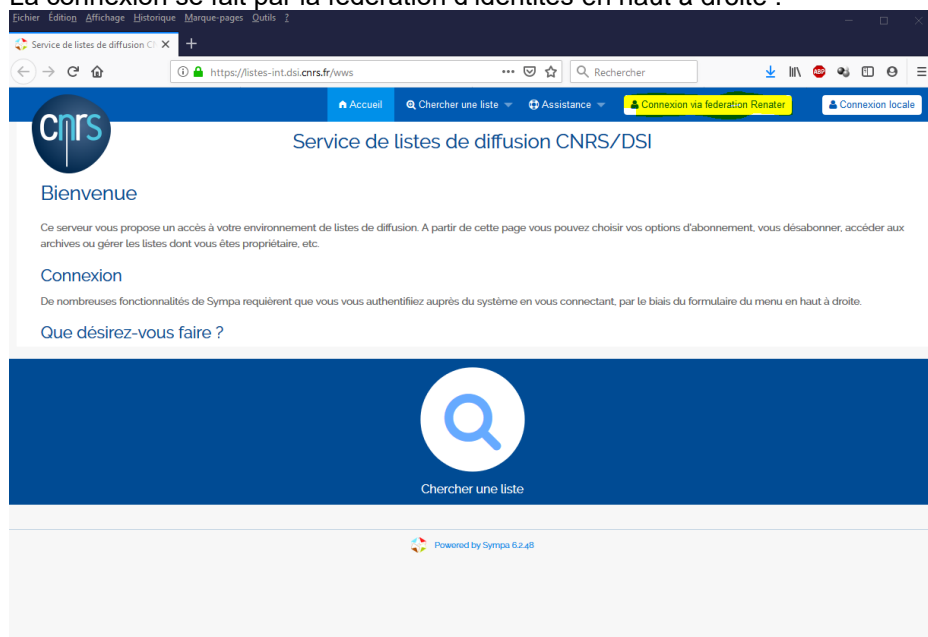 La connexion se fait par la fédération d'identités en haut à droite :
Fichier Édition Affichage Historique Marque-pages Outils ?
Service de listes de diffusion C
https://listes-int.dsi.cnrs.fr/wws
Rechercher
ABP
Accueil
Chercher une liste
Assistance
Connexion via federation Renater
Connexion locale
cnrs
Service de listes de diffusion CNRS/DSI
Bienvenue
Ce serveur vous propose un accès à votre environnement de listes de diffusion. A partir de cette page vous pouvez choisir vos options d'abonnement, vous désabonner, accéder aux
archives ou gérer les listes dont vous êtes propriétaire, etc.
Connexion
De nombreuses fonctionnalités de Sympa requièrent que vous vous authentifiiez auprès du système en vous connectant, par le biais du formulaire du menu en haut à droite.
Que désirez-vous faire ?
Chercher une liste
Powered by Sympa 6.2.48